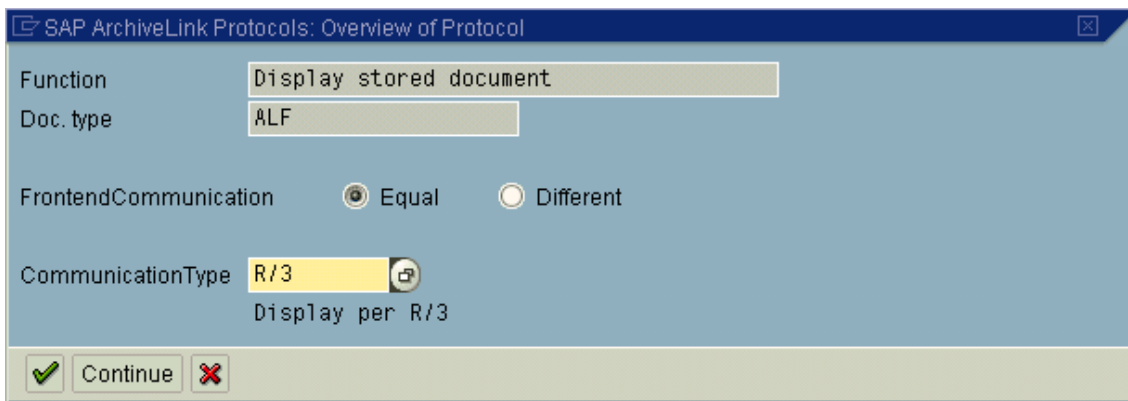 SAP ArchiveLink Protocols: Overview of Protocol
Function Display stored document
Doc. type ALF
FrontendCommunication Equal Different
CommunicationType R/3
Display per R/3
Continue